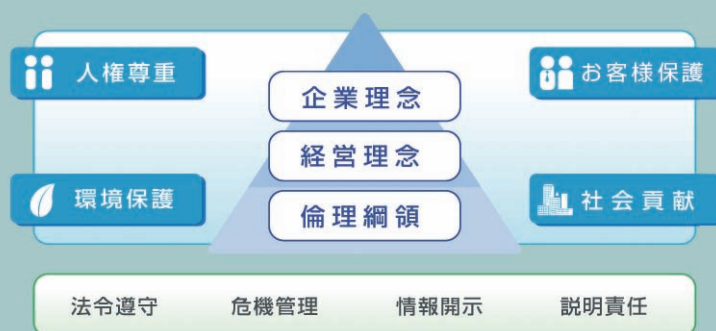 人権尊重
お客様保護
企業理念
経営理念
環境保護
社会貢献
倫理綱領
法令遵守 危機管理 情報開示 説明責任